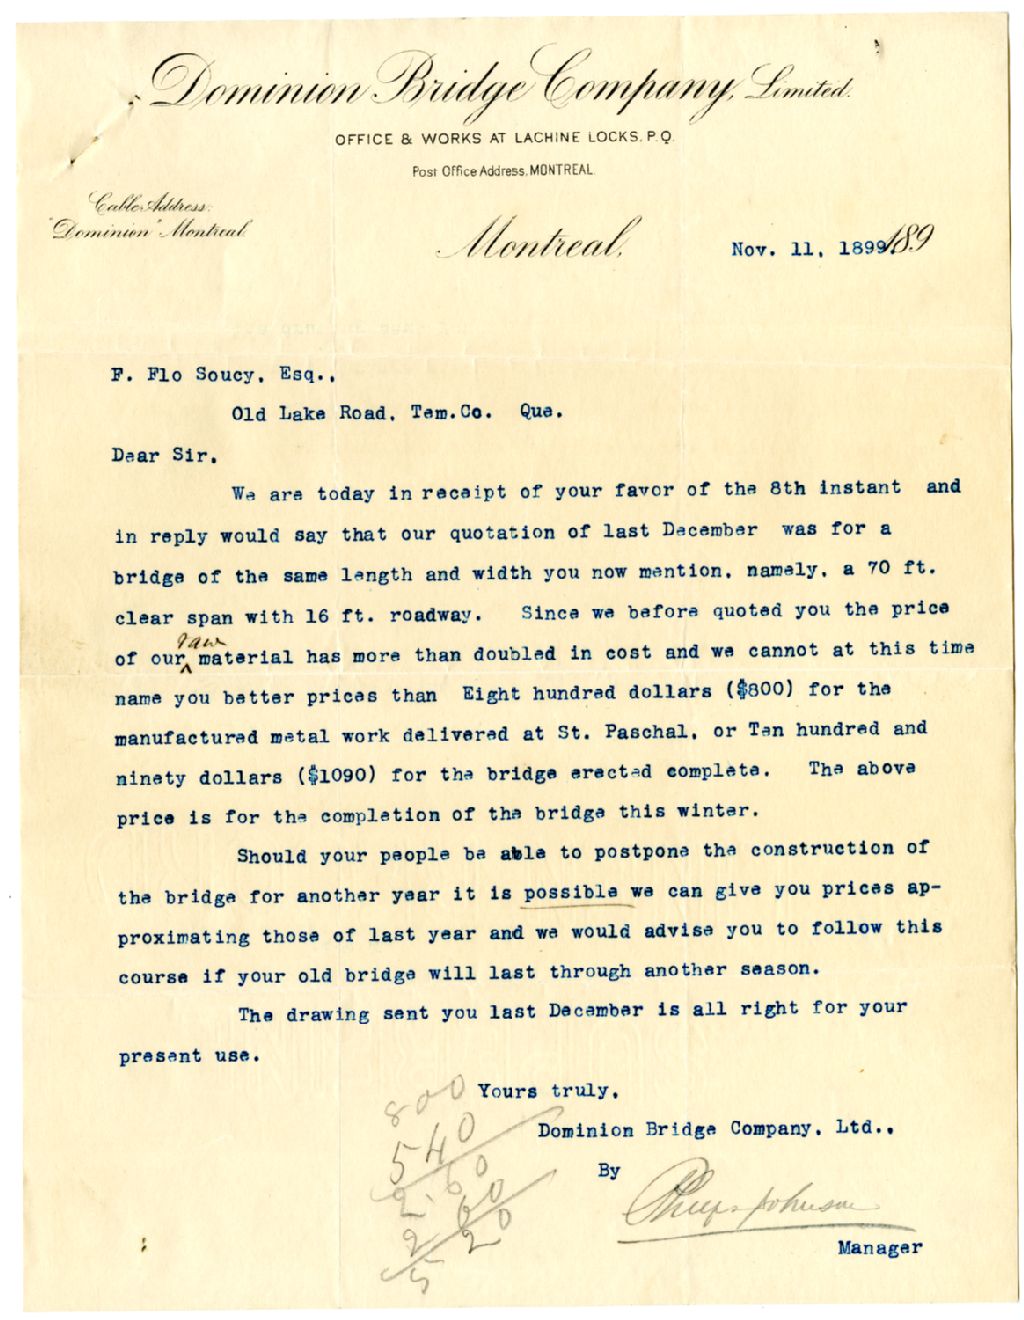 Dominion Bridge Company, Limited.
OFFICE & WORKS AT LACHINE LOCKS, P.Q.
Post Office Address, MONTREAL.
Cable Address:
"Dominion" Montreal
Montreal, Nov. 11, 1899. 189
F. Flo Soucy, Esq.,
Old Lake Road, Tem.Co. Que.
Dear Sir,
We are today in receipt of your favor of the 8th instant and
in reply would say that our quotation of last December was for a
bridge of the same length and width you now mention, namely, a 70 ft.
clear span with 16 ft. roadway. Since we before quoted you the price
raw
of our ^ material has more than doubled in cost and we cannot at this time
name you better prices than Eight hundred dollars ($800) for the
manufactured metal work delivered at St. Paschal, or Ten hundred and
ninety dollars ($1090) for the bridge erected complete. The above
price is for the completion of the bridge this winter.
Should your people be able to postpone the construction of
the bridge for another year it is possible we can give you prices ap-
proximating those of last year and we would advise you to follow this
course if your old bridge will last through another season.
The drawing sent you last December is all right for your
present use.
Yours truly,
Dominion Bridge Company, Ltd.,
By Phelps Johnson
Manager
800
540
2.60
2 60
5 20